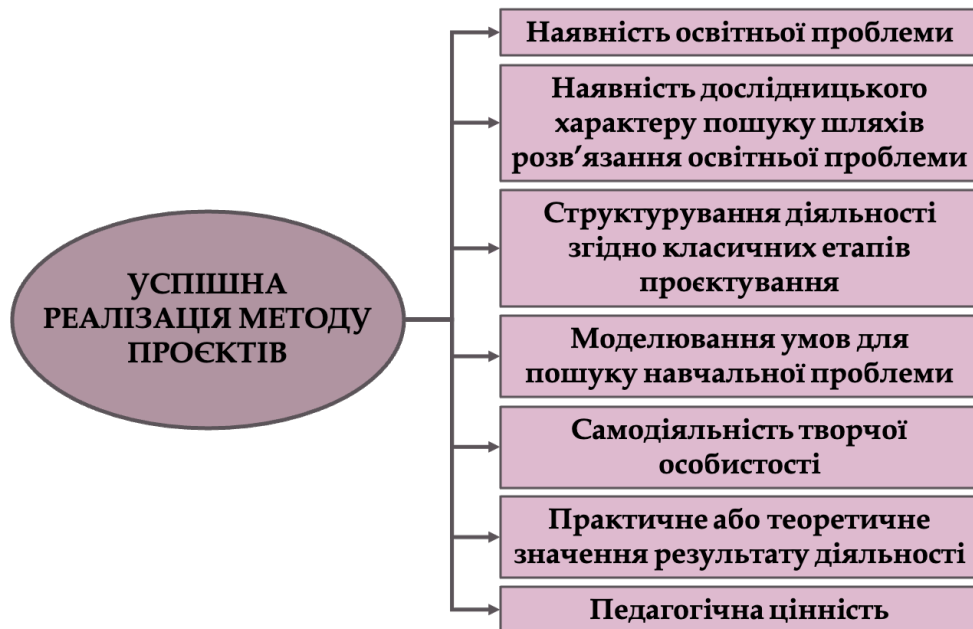 УСПІШНА
РЕАЛІЗАЦІЯ МЕТОДУ
ПРОЄКТІВ
Наявність освітньої проблеми
Наявність дослідницького
характеру пошуку шляхів
розв’язання освітньої проблеми
Структурування діяльності
згідно класичних етапів
проєктування
Моделювання умов для
пошуку навчальної проблеми
Самодіяльність творчої
особистості
Практичне або теоретичне
значення результату діяльності
Педагогічна цінність